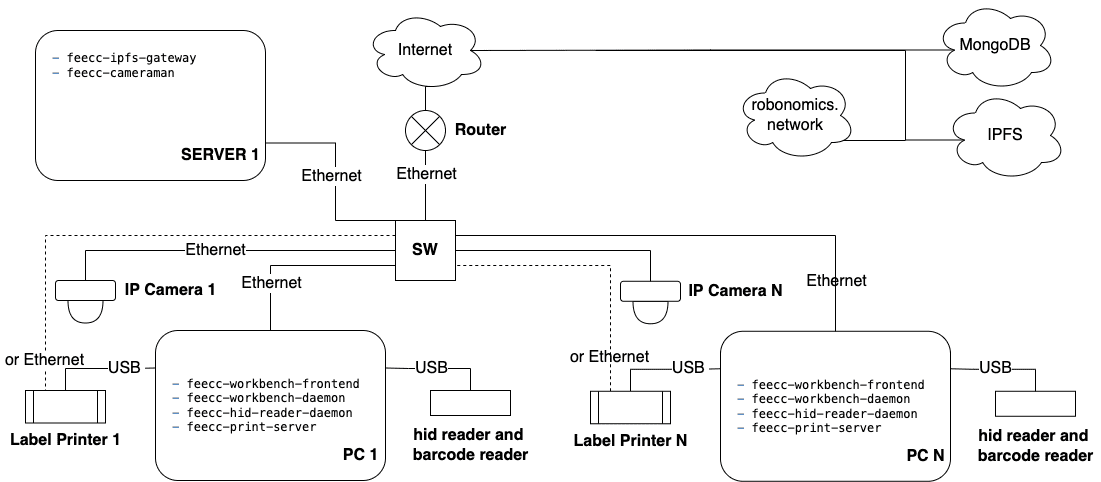 - feecc-ipfs-gateway
- feecc-cameraman
SERVER 1
Internet
MongoDB
robonomics.
network
IPFS
Router
Ethernet
Ethernet
SW
Ethernet
IP Camera 1
Ethernet
IP Camera N
Ethernet
or Ethernet
USB
- feecc-workbench-frontend
- feecc-workbench-daemon
- feecc-hid-reader-daemon
- feecc-print-server
PC 1
USB
Label Printer 1
hid reader and
barcode reader
or Ethernet
USB
- feecc-workbench-frontend
- feecc-workbench-daemon
- feecc-hid-reader-daemon
- feecc-print-server
PC N
USB
Label Printer N
hid reader and
barcode reader